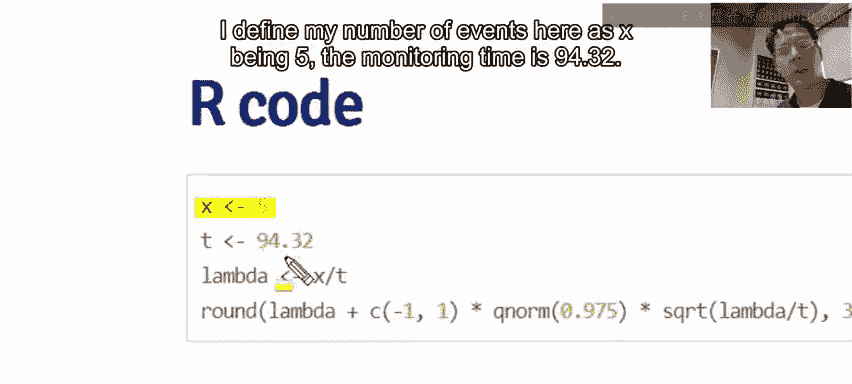 I define my number of events here as x
being 5, the monitoring time is 94.32.
R code
x <- 5
t <- 94.32
lambda <- x/t
round(lambda + c(-1, 1) * qnorm(0.975) * sqrt(lambda/t), 3